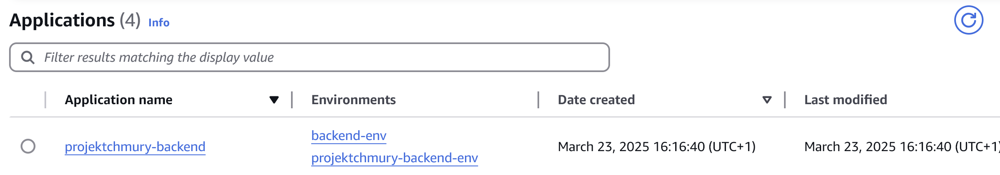 Applications (4) Info
Filter results matching the display value
Application name Environments Date created Last modified
projektchmury-backend backend-env March 23, 2025 16:16:40 (UTC+1) March 23, 2025 16:16:40 (UTC+1)
projektchmury-backend-env